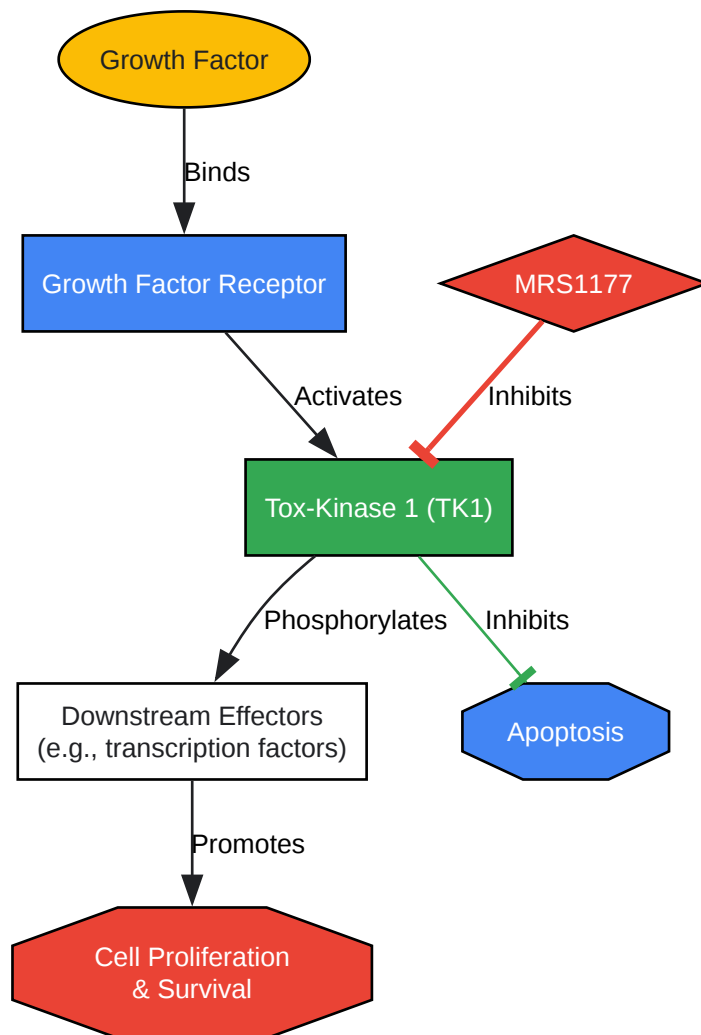 Growth Factor
Binds
Growth Factor Receptor
MRS1177
Activates
Inhibits
Tox-Kinase 1 (TK1)
Phosphorylates
Inhibits
Downstream Effectors
(e.g., transcription factors)
Apoptosis
Promotes
Cell Proliferation
& Survival